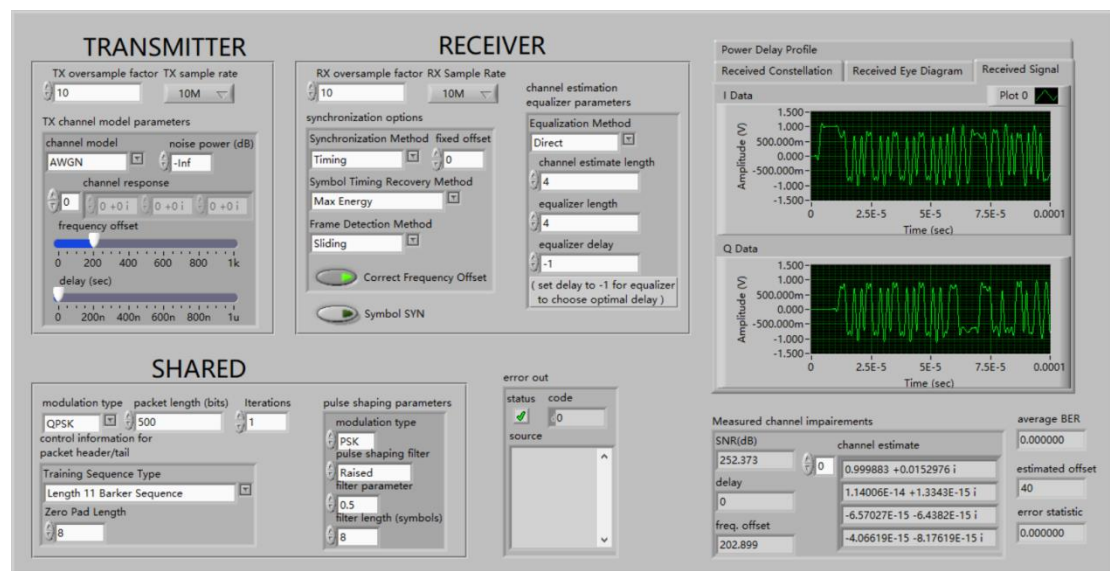 TRANSMITTER
TX oversample factor TX sample rate
10 10M
TX channel model parameters
channel model noise power (dB)
AWGN -Inf
channel response
0 0 +0 i 0 +0 i 0 +0 i
frequency offset
0 200 400 600 800 1k
delay (sec)
0 200n 400n 600n 800n 1u
RECEIVER
RX oversample factor RX Sample Rate
10 10M
synchronization options
Synchronization Method fixed offset
Timing 0
Symbol Timing Recovery Method
Max Energy
Frame Detection Method
Sliding
Correct Frequency Offset
Symbol SYN
channel estimation
equalizer parameters
Equalization Method
Direct
channel estimate length
4
equalizer length
4
equalizer delay
-1
( set delay to -1 for equalizer
to choose optimal delay )
Power Delay Profile
Received Constellation Received Eye Diagram Received Signal
I Data Plot 0
Amplitude (V)
1.500
1.000
500.000m
0.000
-500.000m
-1.000
-1.500
0 2.5E-5 5E-5 7.5E-5 0.0001
Time (sec)
Q Data
Amplitude (V)
1.500
1.000
500.000m
0.000
-500.000m
-1.000
-1.500
0 2.5E-5 5E-5 7.5E-5 0.0001
Time (sec)
SHARED
modulation type packet length (bits) Iterations
QPSK 500 1
control information for
packet header/tail
Training Sequence Type
Length 11 Barker Sequence
Zero Pad Length
8
pulse shaping parameters
modulation type
PSK
pulse shaping filter
Raised
filter parameter
0.5
filter length (symbols)
8
error out
status code
0
source
Measured channel impairements
SNR(dB)
252.373
delay
0
freq. offset
202.899
channel estimate
0
0.999883 +0.0152976 i
1.14006E-14 +1.3343E-15 i
-6.57027E-15 -6.4382E-15 i
-4.06619E-15 -8.17619E-15 i
average BER
0.000000
estimated offset
40
error statistic
0.000000